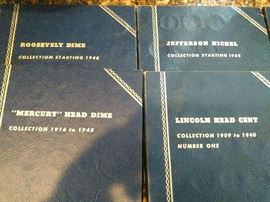 ROOSEVELT DIME
COLLECTION STARTING 1946
JEFFERSON NICKEL
COLLECTION STARTING 1938
"MERCURY" HEAD DIME
COLLECTION 1916 to 1945
LINCOLN HEAD CENT
COLLECTION 1909 to 1940
NUMBER ONE